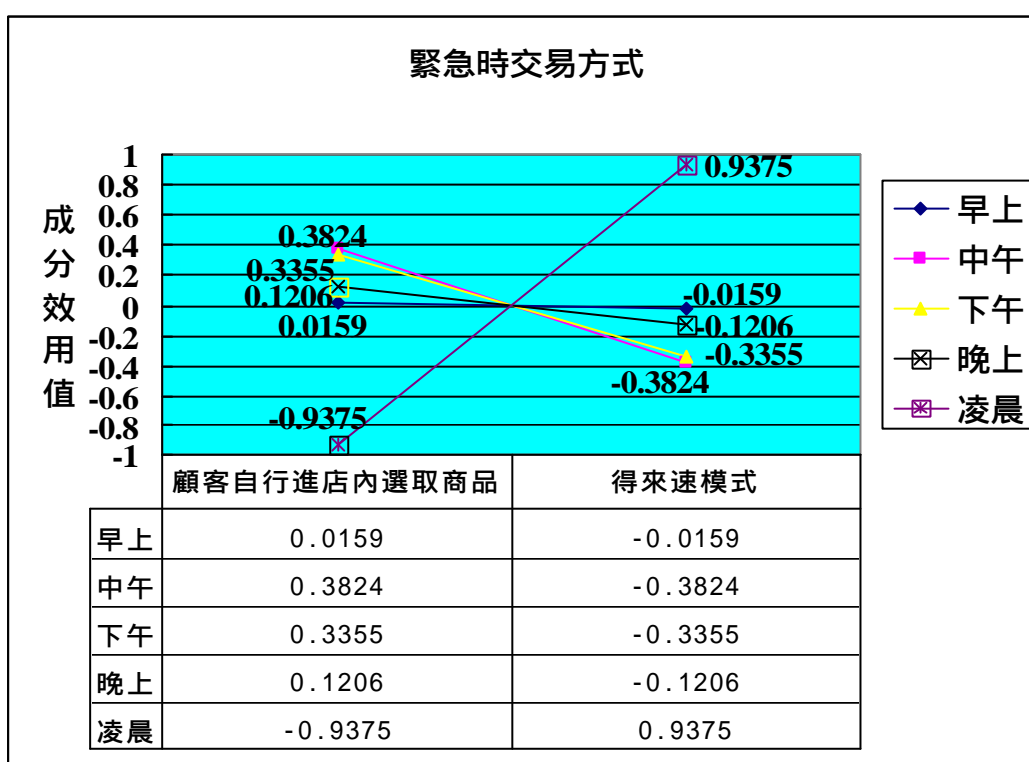 緊急時交易方式
成分效用值
1
0.8
0.6
0.4
0.2
0
-0.2
-0.4
-0.6
-0.8
-1
0.3824
0.3355
0.1206
0.0159
-0.9375
0.9375
-0.0159
-0.1206
-0.3355
-0.3824
早上
中午
下午
晚上
凌晨
顧客自行進店內選取商品 得來速模式
早上 0.0159 -0.0159
中午 0.3824 -0.3824
下午 0.3355 -0.3355
晚上 0.1206 -0.1206
凌晨 -0.9375 0.9375